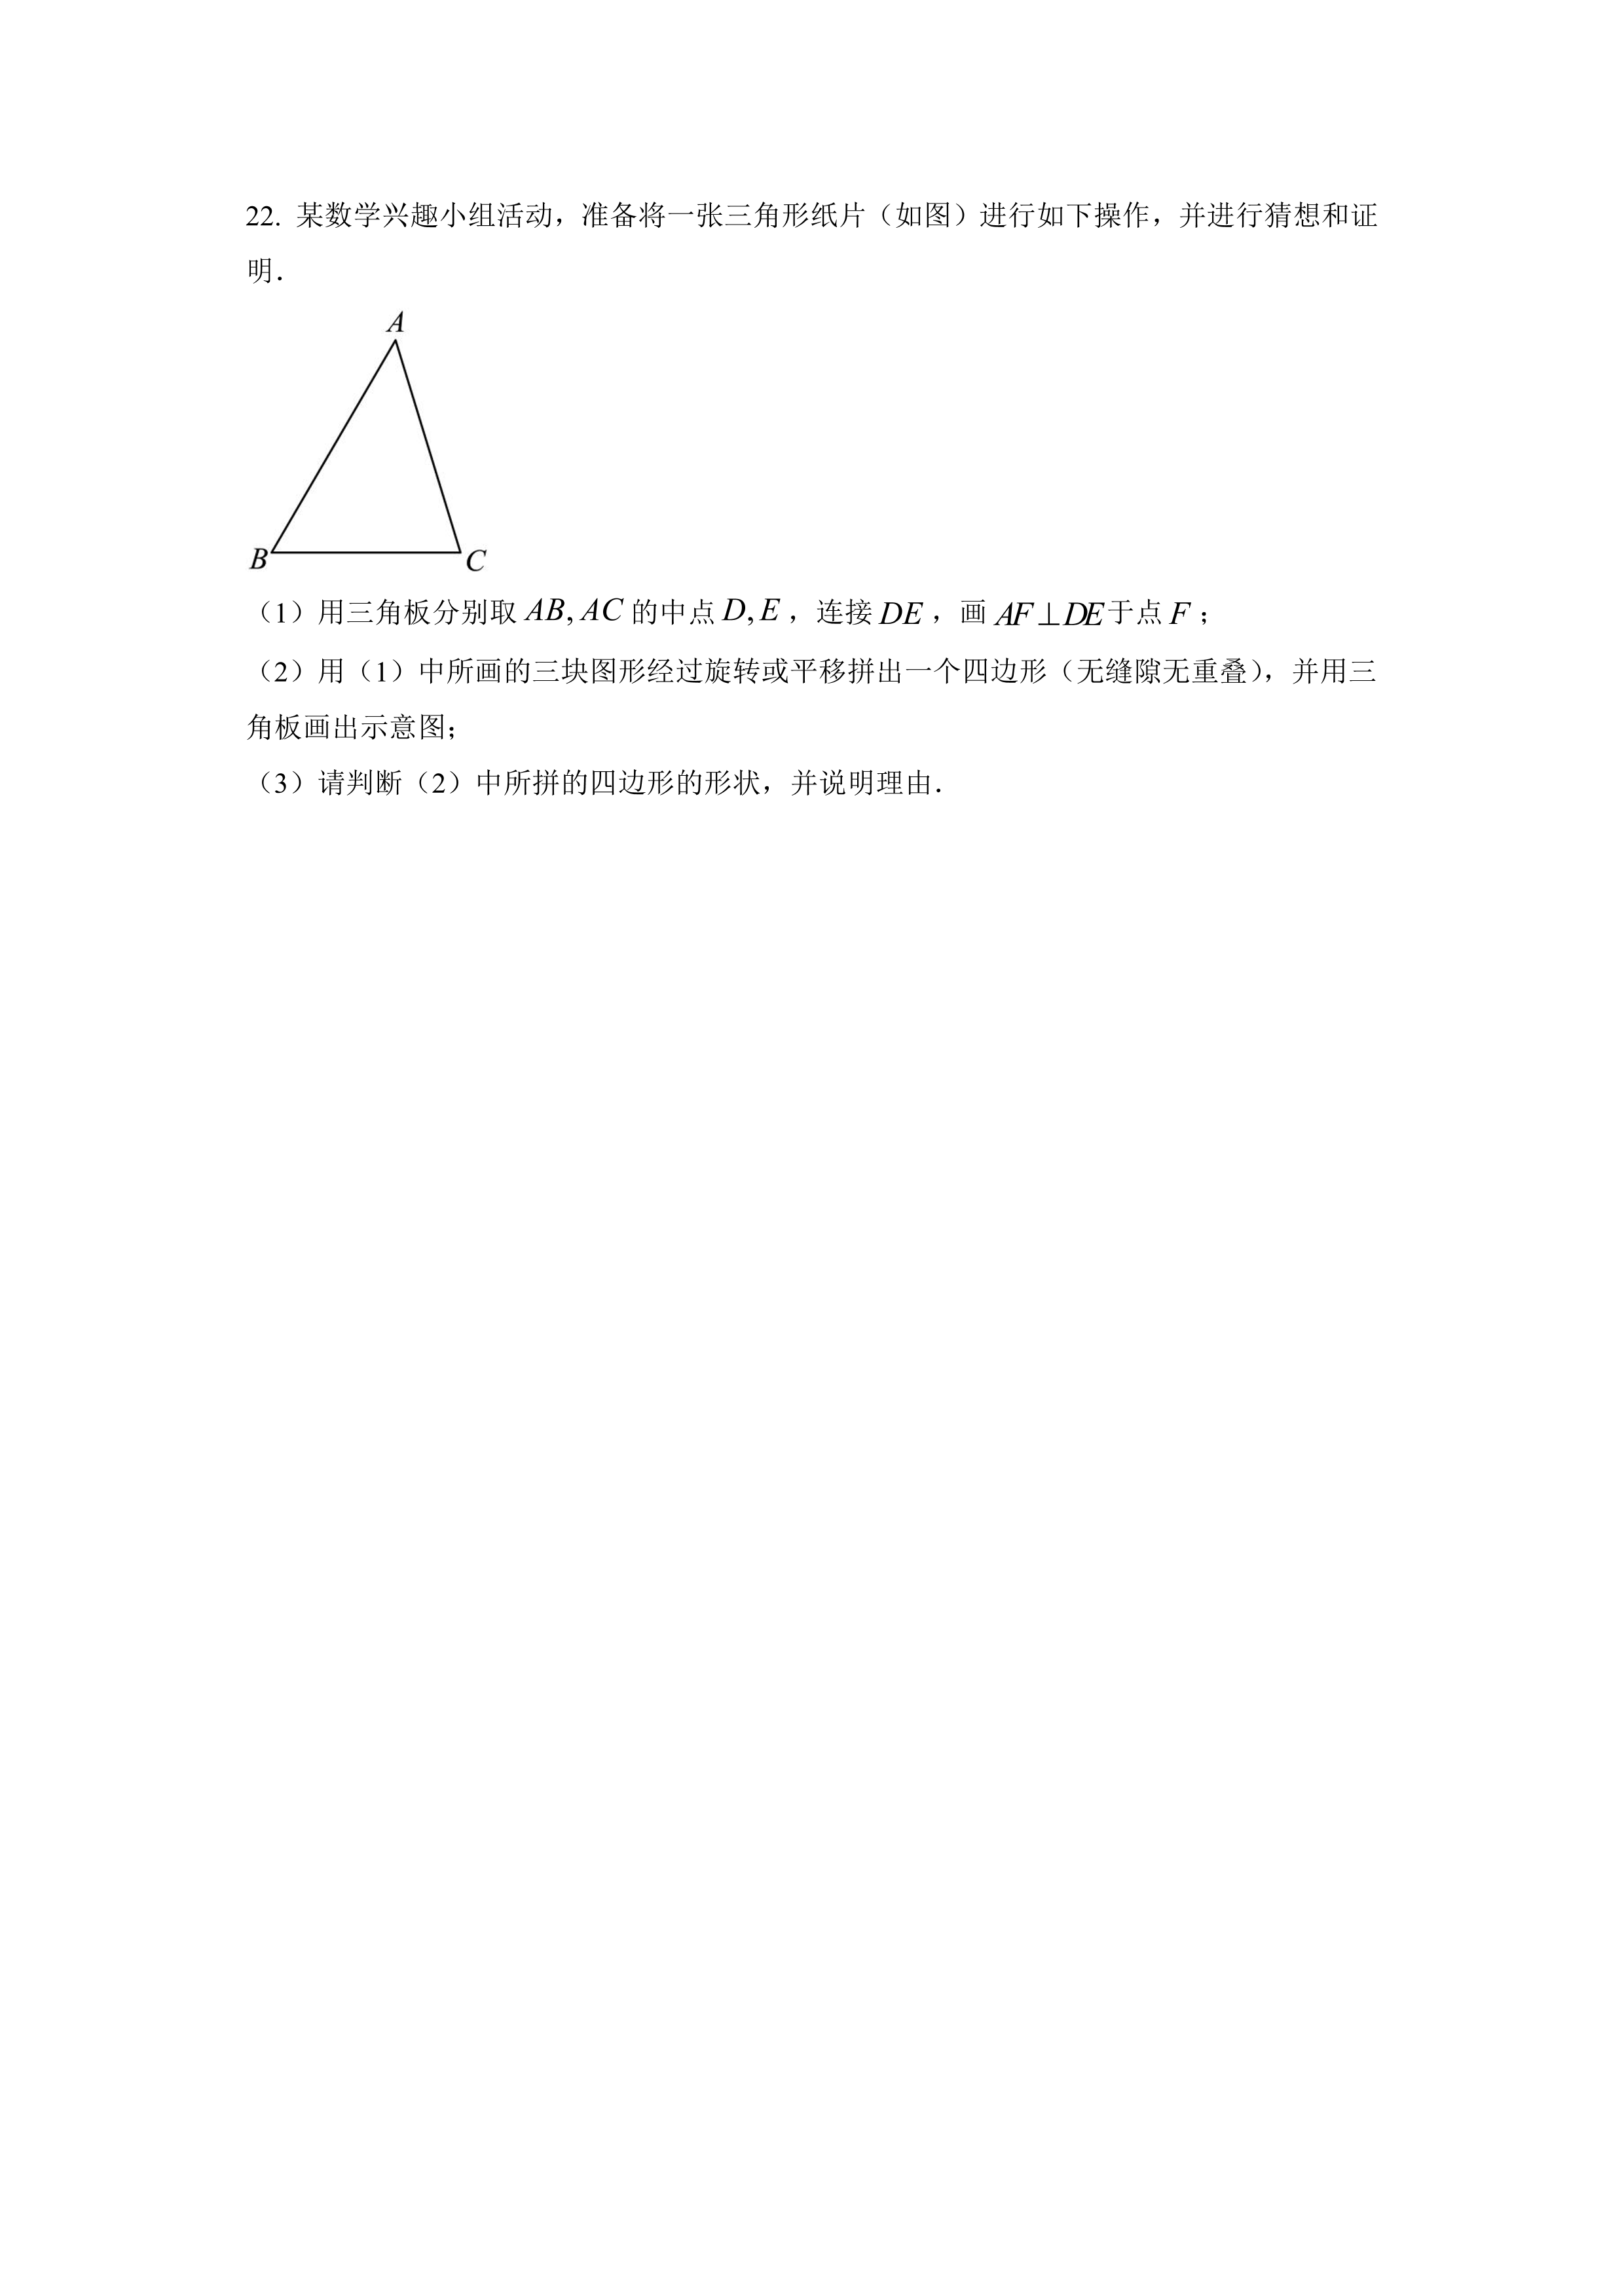 22. 某数学兴趣小组活动，准备将一张三角形纸片（如图）进行如下操作，并进行猜想和证
明．
A
B
C
（1）用三角板分别取 AB, AC 的中点 D, E ，连接 DE ，画 AF⊥DE于点 F ；
（2）用（1）中所画的三块图形经过旋转或平移拼出一个四边形（无缝隙无重叠），并用三
角板画出示意图；
（3）请判断（2）中所拼的四边形的形状，并说明理由．